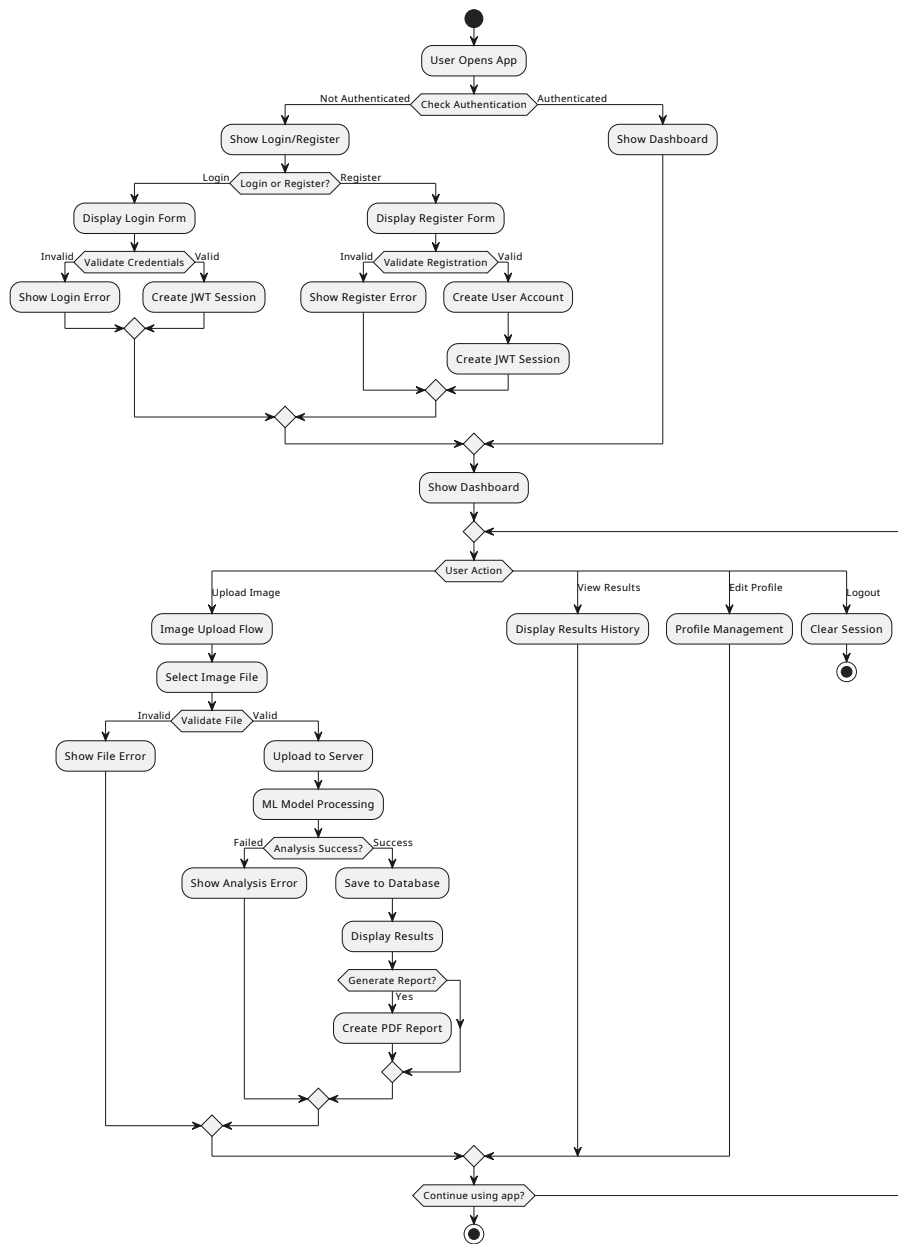 User Opens App
Not Authenticated
Check Authentication
Authenticated
Show Login/Register
Show Dashboard
Login
Login or Register?
Register
Display Login Form
Display Register Form
Invalid
Validate Credentials
Valid
Invalid
Validate Registration
Valid
Show Login Error
Create JWT Session
Show Register Error
Create User Account
Create JWT Session
Show Dashboard
User Action
Upload Image
View Results
Edit Profile
Logout
Image Upload Flow
Display Results History
Profile Management
Clear Session
Select Image File
Invalid
Validate File
Valid
Show File Error
Upload to Server
ML Model Processing
Failed
Analysis Success?
Success
Show Analysis Error
Save to Database
Display Results
Generate Report?
Yes
Create PDF Report
Continue using app?